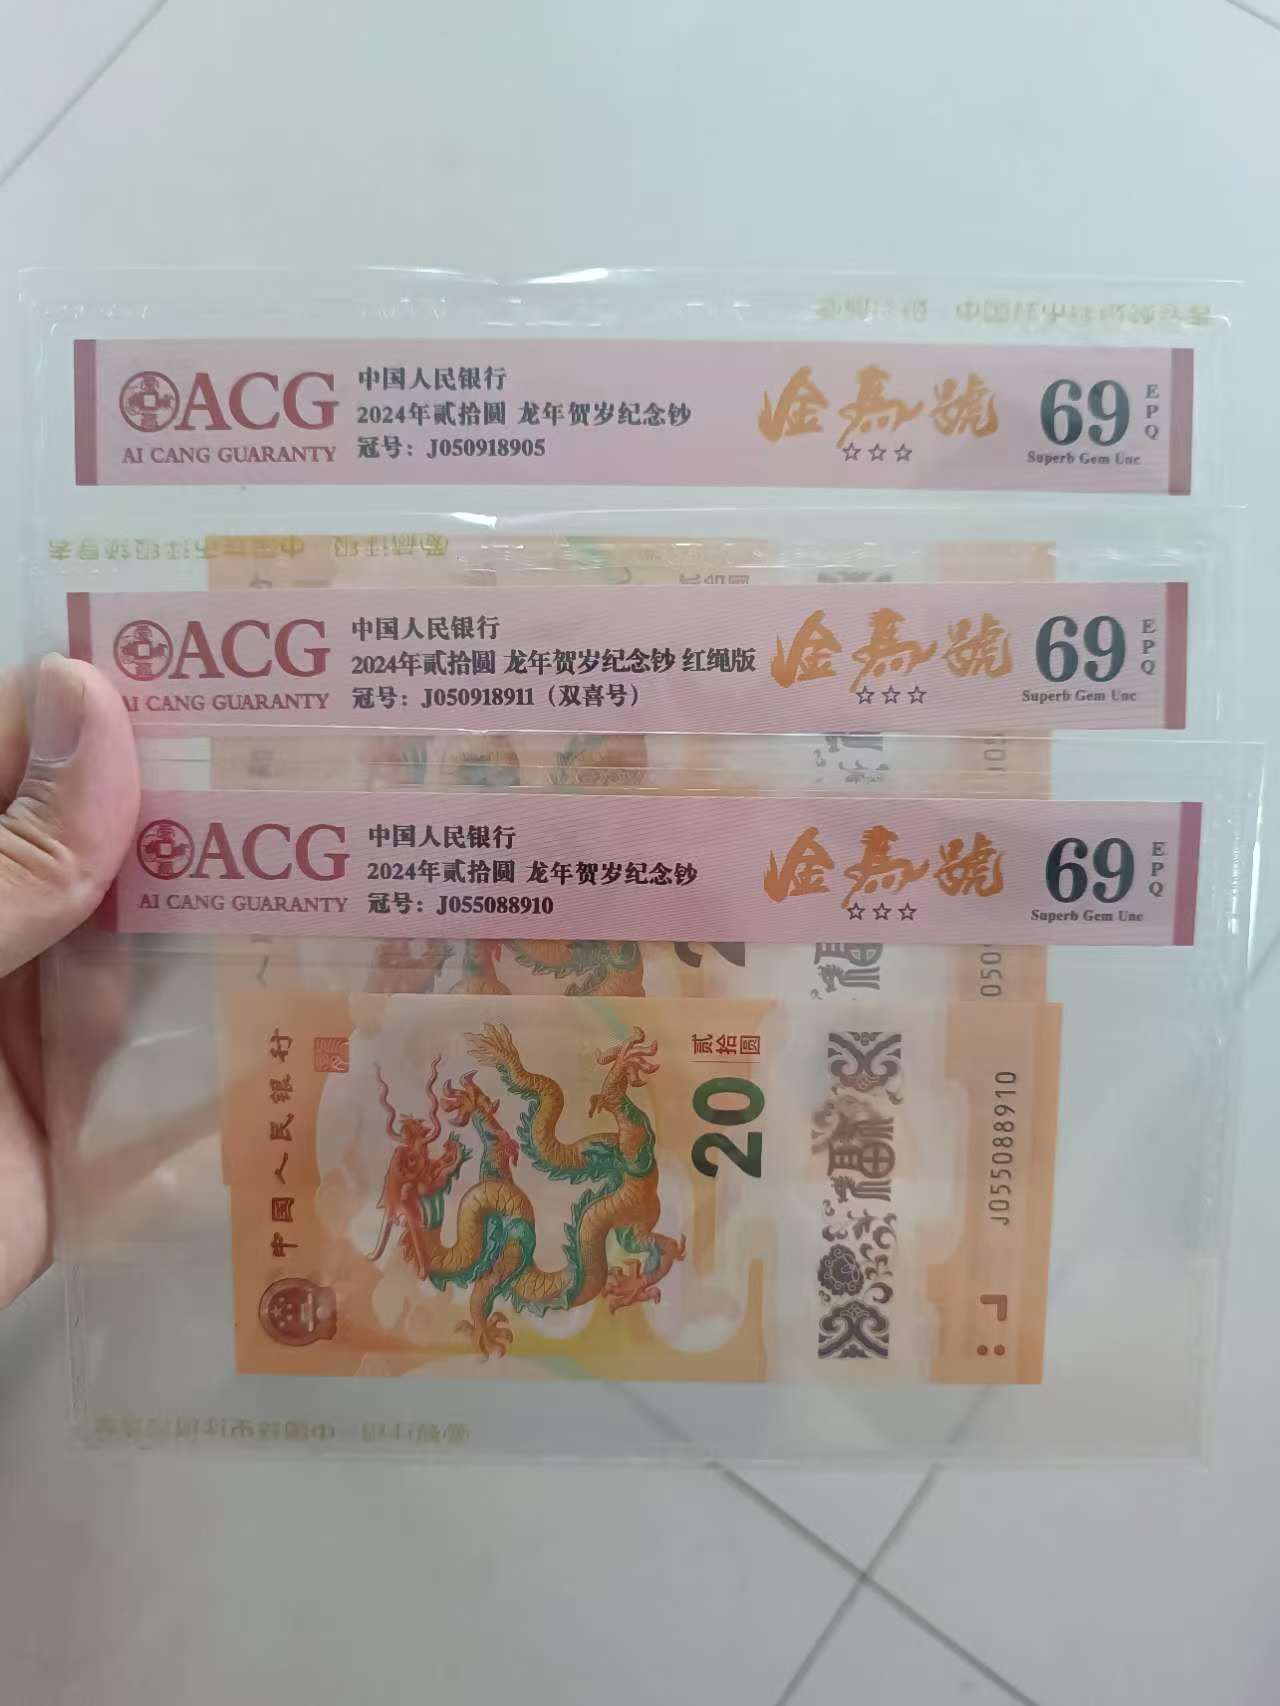 ACG
AI CANG GUARANTY
中国人民银行
2024年贰拾圆 龙年贺岁纪念钞
冠号：J050918905
金马號
☆☆☆
69
EPQ
Superb Gem Unc
ACG
AI CANG GUARANTY
中国人民银行
2024年贰拾圆 龙年贺岁纪念钞 红绳版
冠号：J050918911（双喜号）
金马號
☆☆☆
69
EPQ
Superb Gem Unc
ACG
AI CANG GUARANTY
中国人民银行
2024年贰拾圆 龙年贺岁纪念钞
冠号：J055088910
金马號
☆☆☆
69
EPQ
Superb Gem Unc
中国人民银行
贰拾圆
20
J055088910